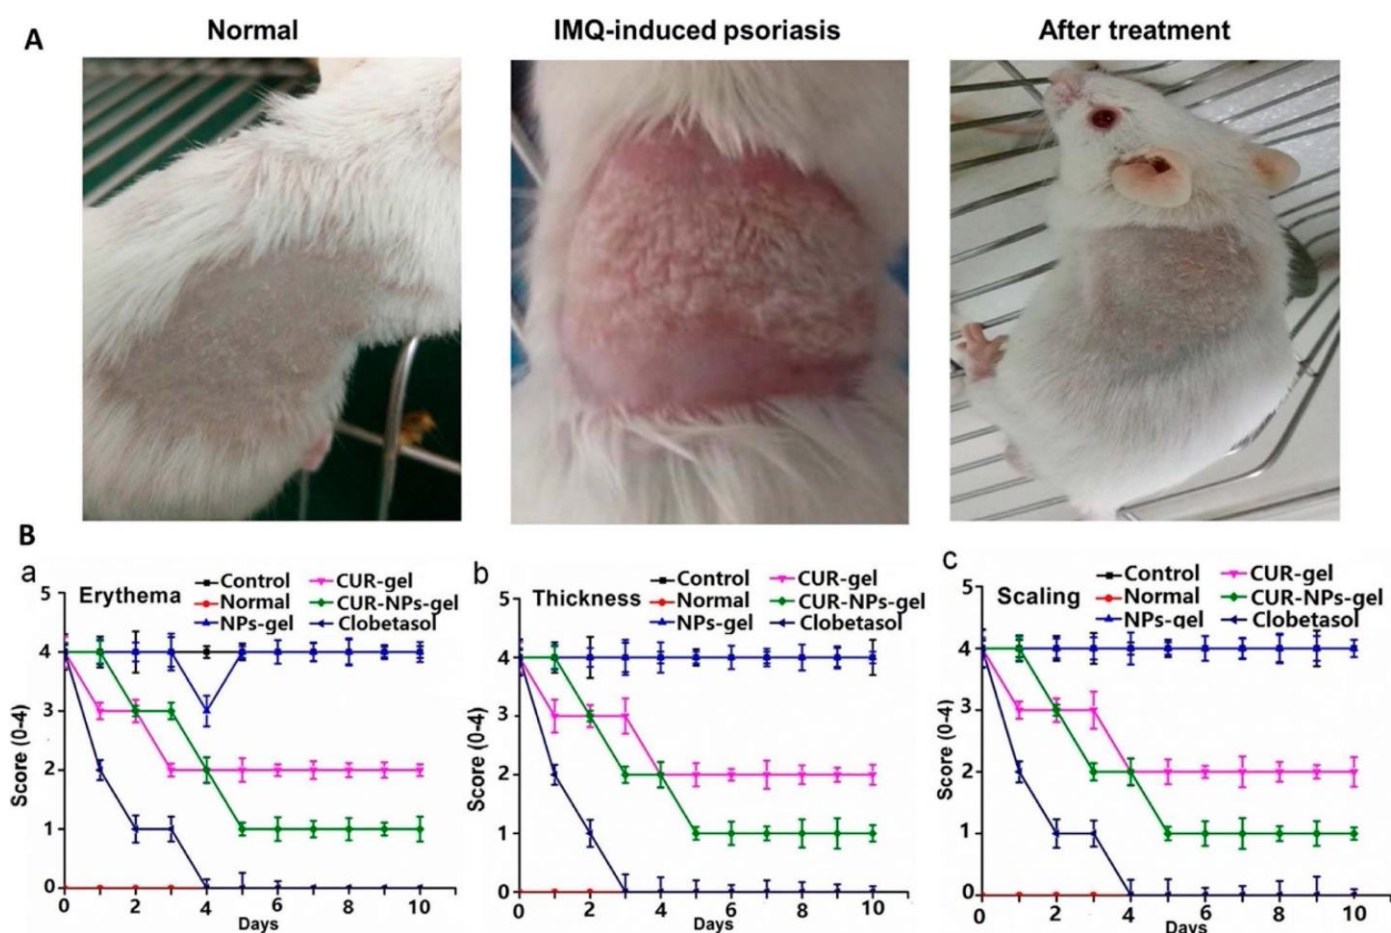 A
Normal
IMQ-induced psoriasis
After treatment
B
a
Erythema
Control
Normal
NPs-gel
CUR-gel
CUR-NPs-gel
Clobetasol
Score (0-4)
5
4
3
2
1
0
0 2 4 6 8 10
Days
b
Thickness
Control
Normal
NPs-gel
CUR-gel
CUR-NPs-gel
Clobetasol
Score (0-4)
5
4
3
2
1
0
0 2 4 6 8 10
Days
c
Scaling
Control
Normal
NPs-gel
CUR-gel
CUR-NPs-gel
Clobetasol
Score (0-4)
5
4
3
2
1
0
0 2 4 6 8 10
Days